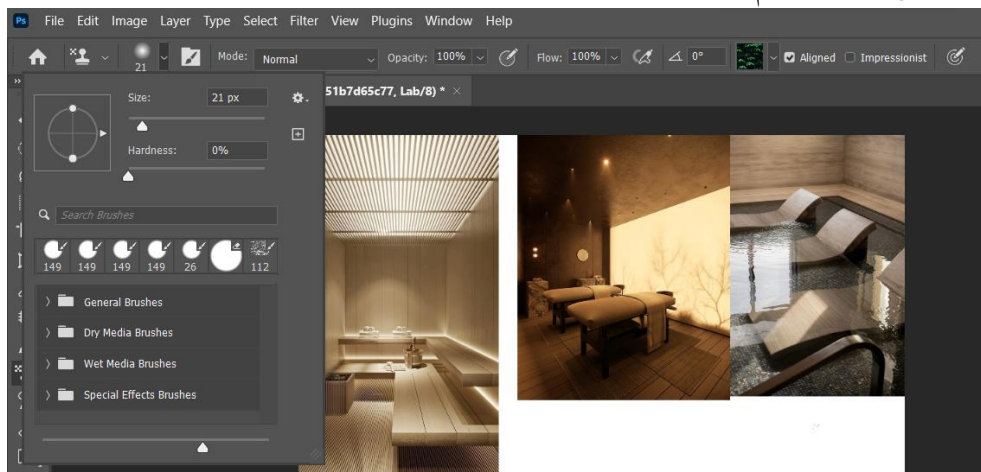 Ps File Edit Image Layer Type Select Filter View Plugins Window Help
21 Mode: Normal Opacity: 100% Flow: 100% 0° Aligned Impressionist
51b7d65c77, Lab/8) * ×
Size: 21 px
Hardness: 0%
Search Brushes
149 149 149 149 26 112
General Brushes
Dry Media Brushes
Wet Media Brushes
Special Effects Brushes